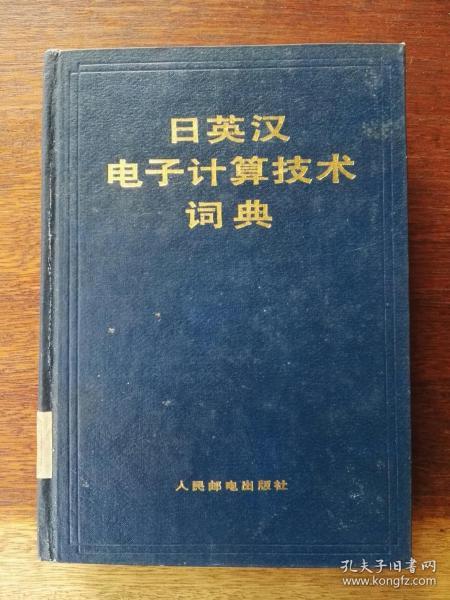 日英汉
电子计算技术
词典
人民邮电出版社
孔夫子旧书网
www.kongfz.com